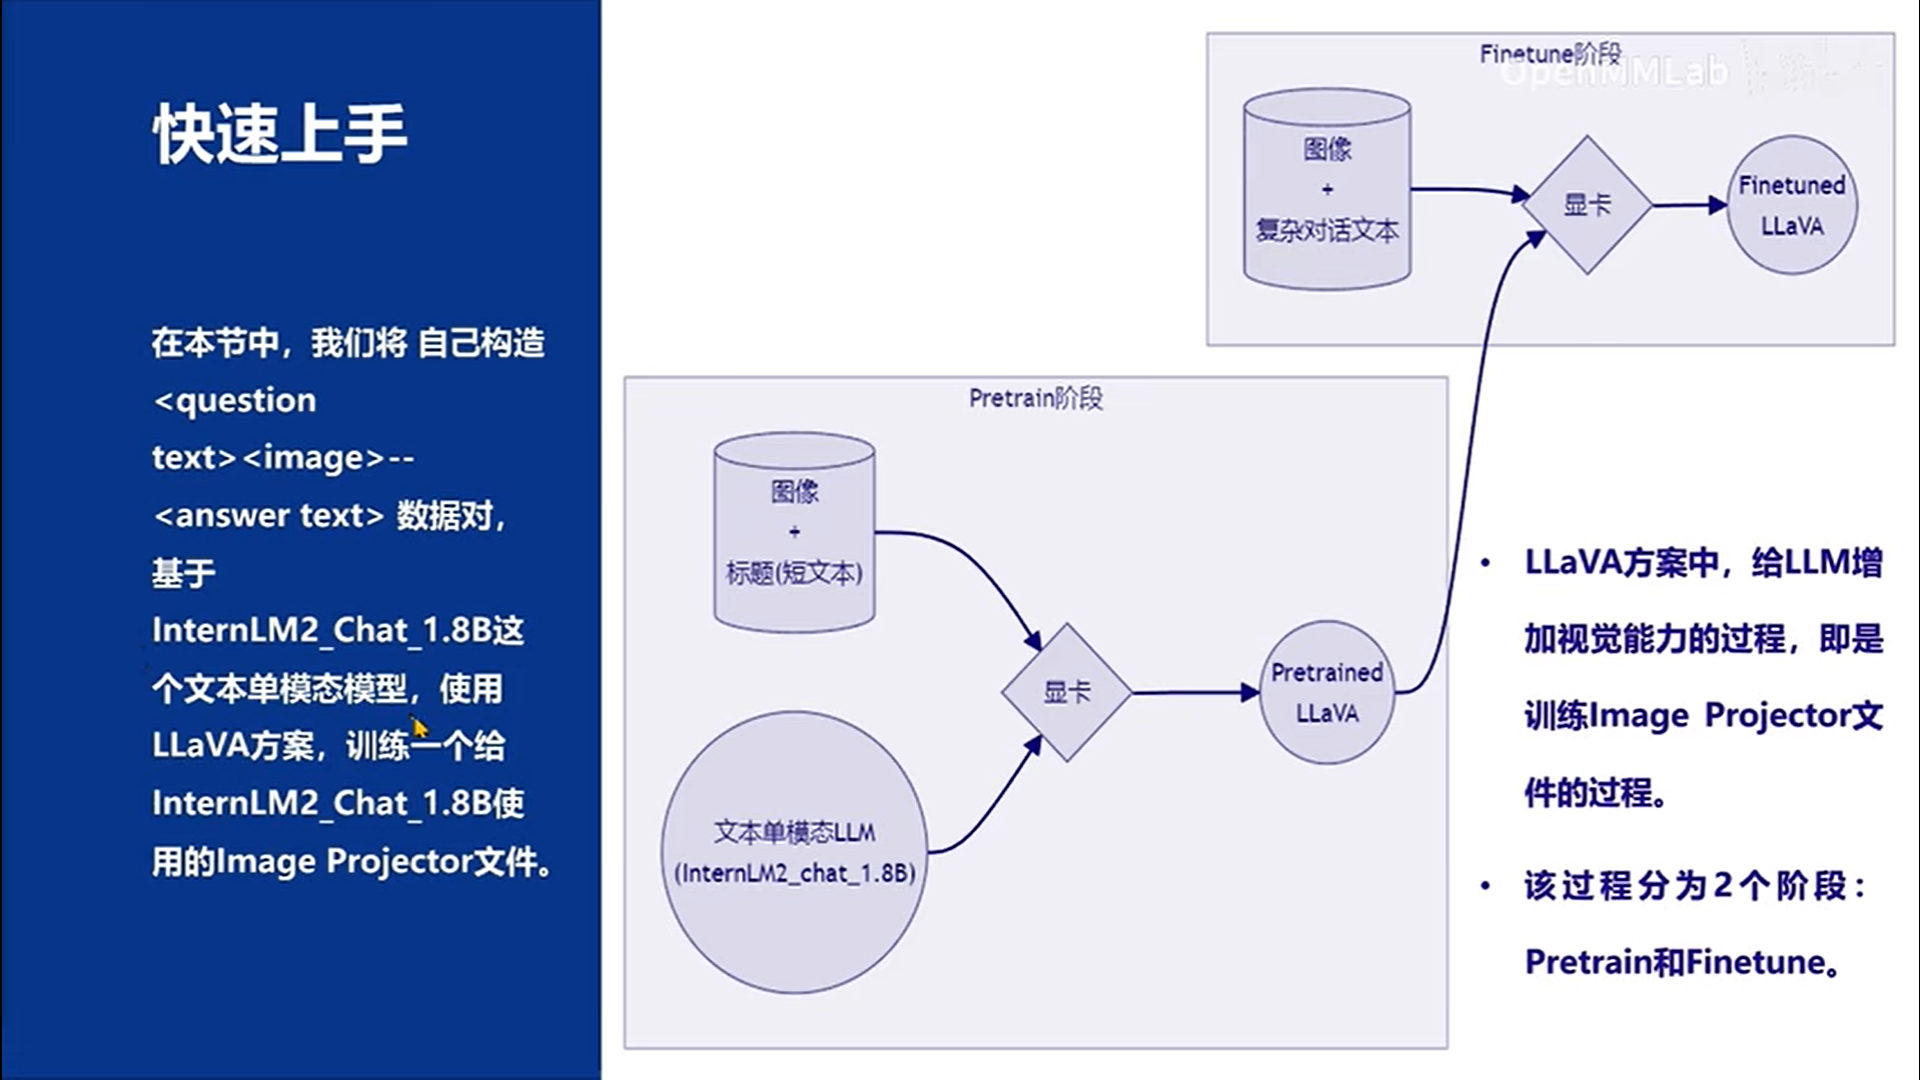 快速上手
在本节中，我们将 自己构造
<question
text><image>--
<answer text> 数据对，
基于
InternLM2_Chat_1.8B这
个文本单模态模型，使用
LLaVA方案，训练一个给
InternLM2_Chat_1.8B使
用的Image Projector文件。
Finetune阶段
OpenMMLab
图像
+
复杂对话文本
显卡
Finetuned
LLaVA
Pretrain阶段
图像
+
标题(短文本)
文本单模态LLM
(InternLM2_chat_1.8B)
显卡
Pretrained
LLaVA
• LLaVA方案中，给LLM增
加视觉能力的过程，即是
训练Image Projector文
件的过程。
• 该过程分为2个阶段：
Pretrain和Finetune。